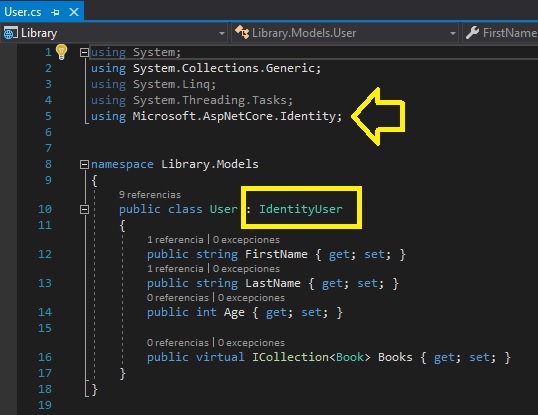 User.cs
Library Library.Models.User FirstName
1 using System;
2 using System.Collections.Generic;
3 using System.Linq;
4 using System.Threading.Tasks;
5 using Microsoft.AspNetCore.Identity;
6
7
8 namespace Library.Models
9 {
9 referencias
10 public class User : IdentityUser
11 {
1 referencia | 0 excepciones
12 public string FirstName { get; set; }
1 referencia | 0 excepciones
13 public string LastName { get; set; }
0 referencias | 0 excepciones
14 public int Age { get; set; }
15
0 referencias | 0 excepciones
16 public virtual ICollection<Book> Books { get; set; }
17 }
18 }
19